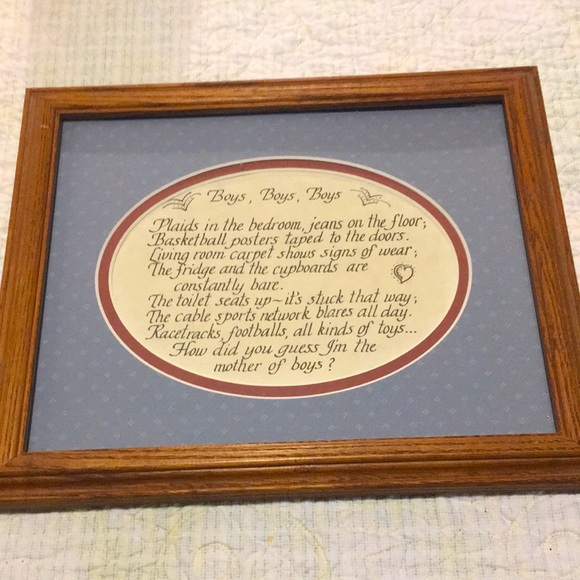 Boys, Boys, Boys
Plaids in the bedroom, jeans on the floor;
Basketball posters taped to the doors.
Living room carpet shows signs of wear;
The fridge and the cupboards are
constantly bare.
The toilet seats up~it's stuck that way;
The cable sports network blares all day.
Racetracks, footballs, all kinds of toys...
How did you guess I'm the
mother of boys?